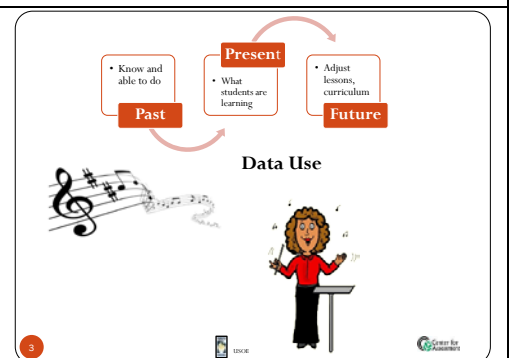 • Know and
able to do
Past
Present
• What
students are
learning
• Adjust
lessons,
curriculum
Future
Data Use
3
USOE
Center for
Assessment